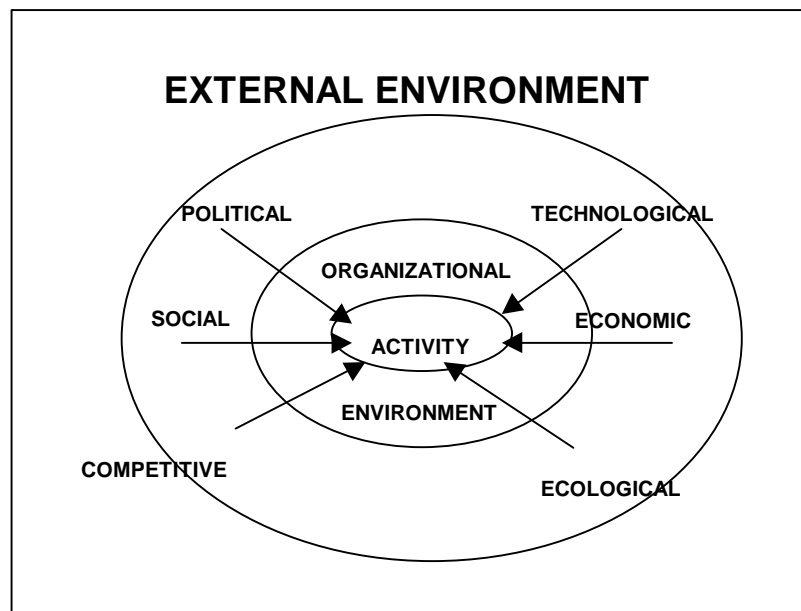 EXTERNAL ENVIRONMENT
POLITICAL
TECHNOLOGICAL
ORGANIZATIONAL
SOCIAL
ECONOMIC
ACTIVITY
ENVIRONMENT
COMPETITIVE
ECOLOGICAL